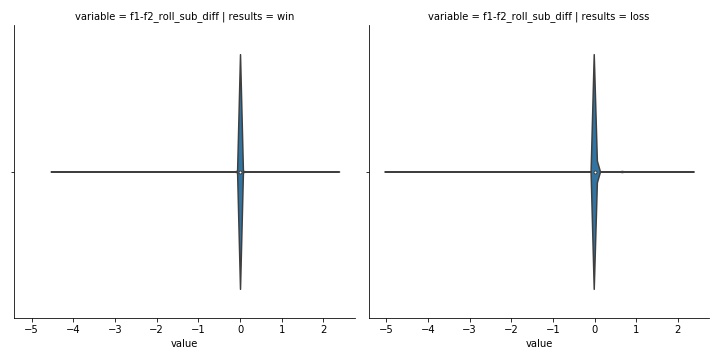 variable = f1-f2_roll_sub_diff | results = win
variable = f1-f2_roll_sub_diff | results = loss
−5 −4 −3 −2 −1 0 1 2
−5 −4 −3 −2 −1 0 1 2
value
value